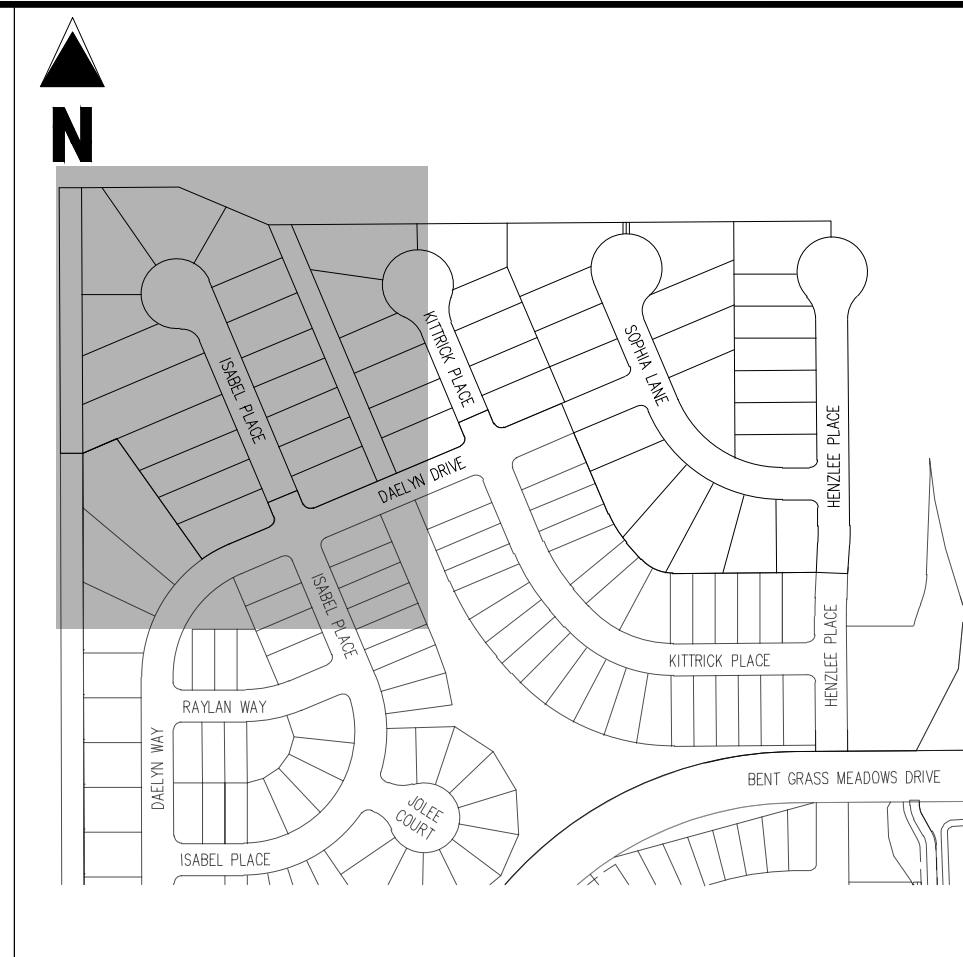 N
ISABEL PLACE
KITTRICK PLACE
SOPHIA LANE
HENZLEE PLACE
DAELYN DRIVE
ISABEL PLACE
KITTRICK PLACE
HENZLEE PLACE
RAYLAN WAY
DAELYN WAY
BENT GRASS MEADOWS DRIVE
JOLEE
COURT
ISABEL PLACE